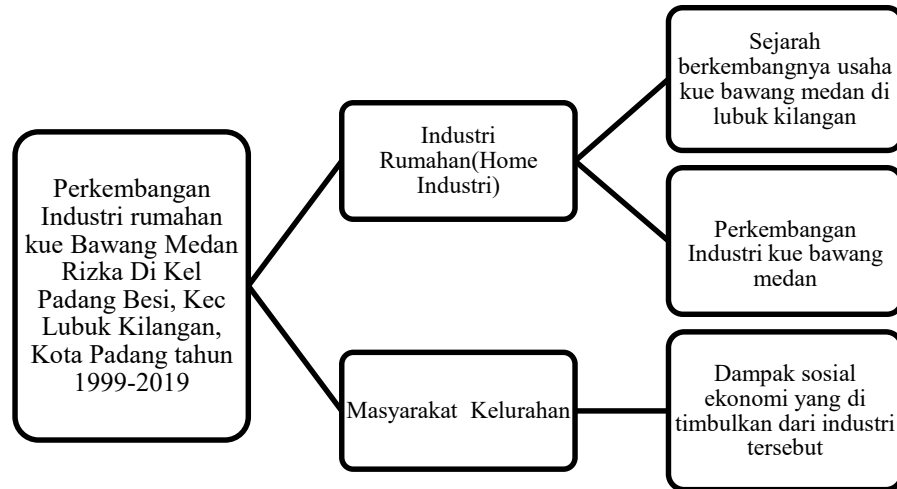 Perkembangan
Industri rumahan
kue Bawang Medan
Rizka Di Kel
Padang Besi, Kec
Lubuk Kilangan,
Kota Padang tahun
1999-2019
Industri
Rumahan(Home
Industri)
Sejarah
berkembangnya usaha
kue bawang medan di
lubuk kilangan
Perkembangan
Industri kue bawang
medan
Masyarakat Kelurahan
Dampak sosial
ekonomi yang di
timbulkan dari industri
tersebut